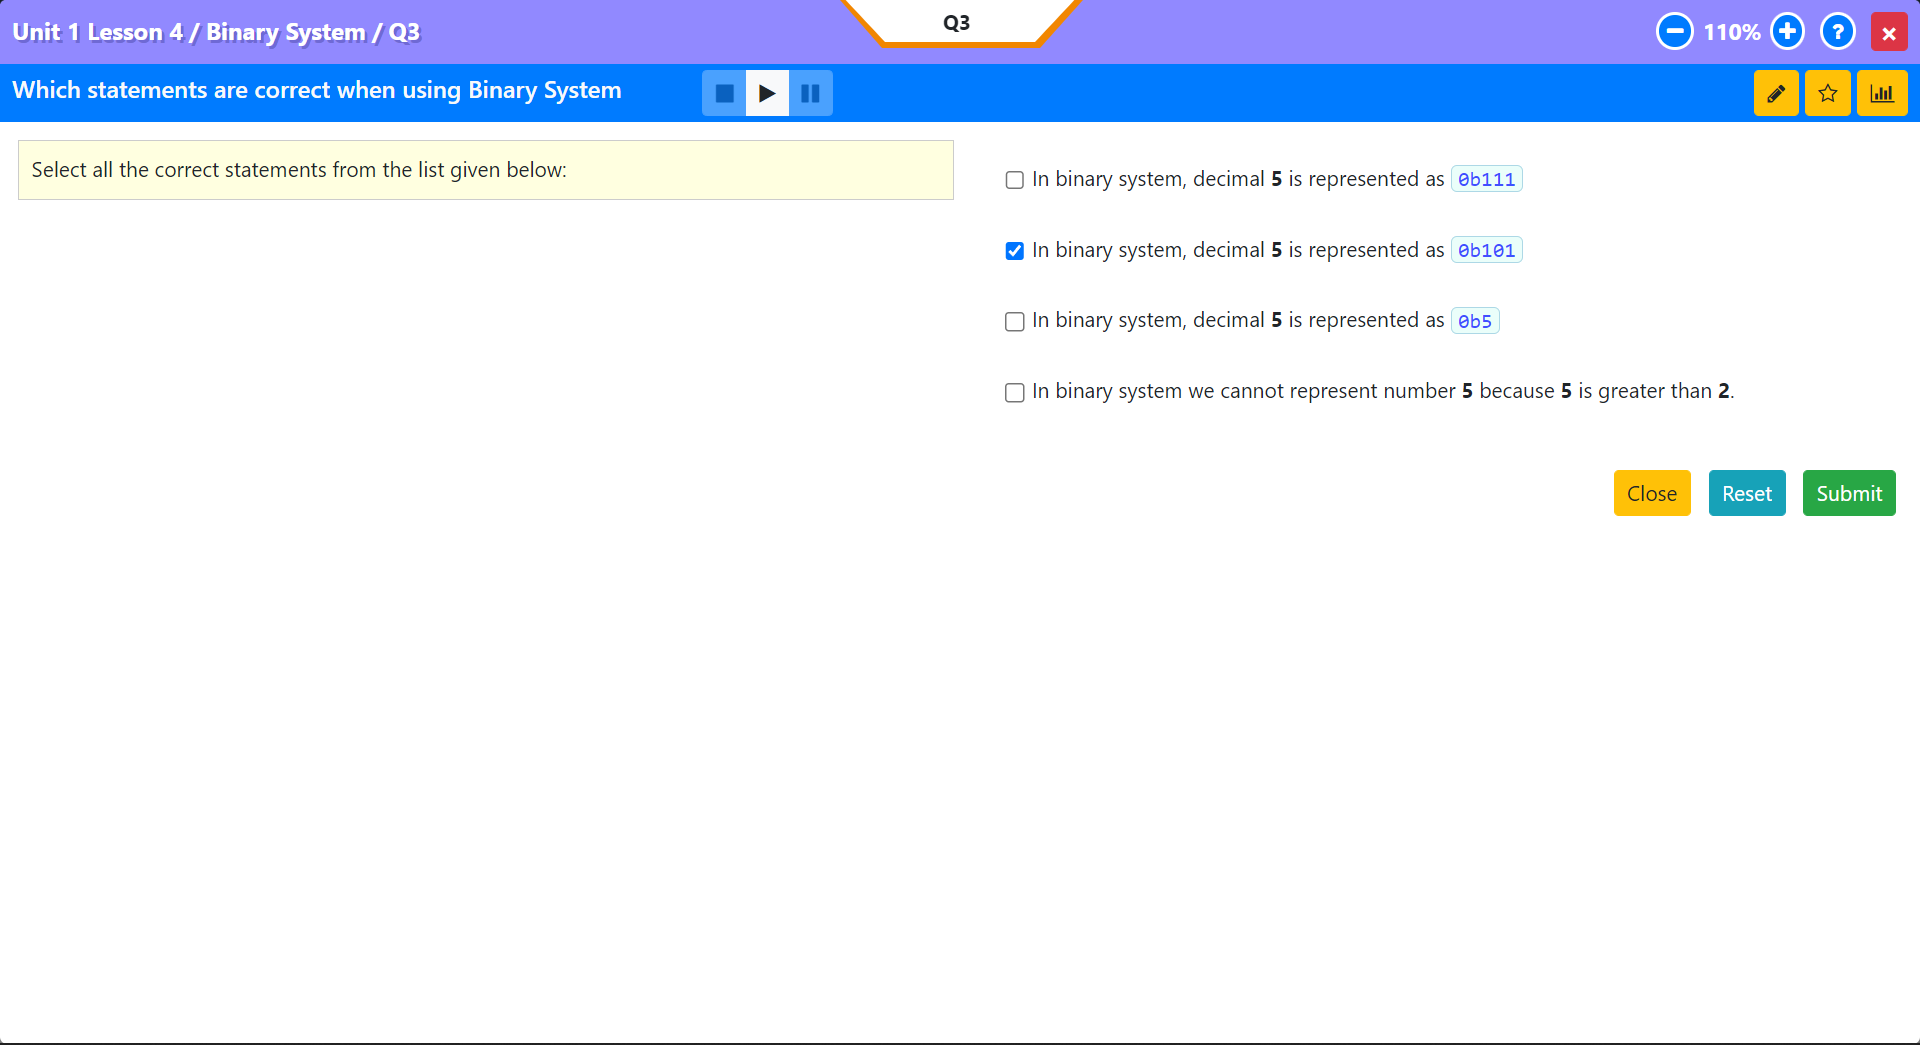 Unit 1 Lesson 4 / Binary System / Q3
Q3
110%
?
Which statements are correct when using Binary System
Select all the correct statements from the list given below:
In binary system, decimal 5 is represented as 0b111
In binary system, decimal 5 is represented as 0b101
In binary system, decimal 5 is represented as 0b5
In binary system we cannot represent number 5 because 5 is greater than 2.
Close Reset Submit